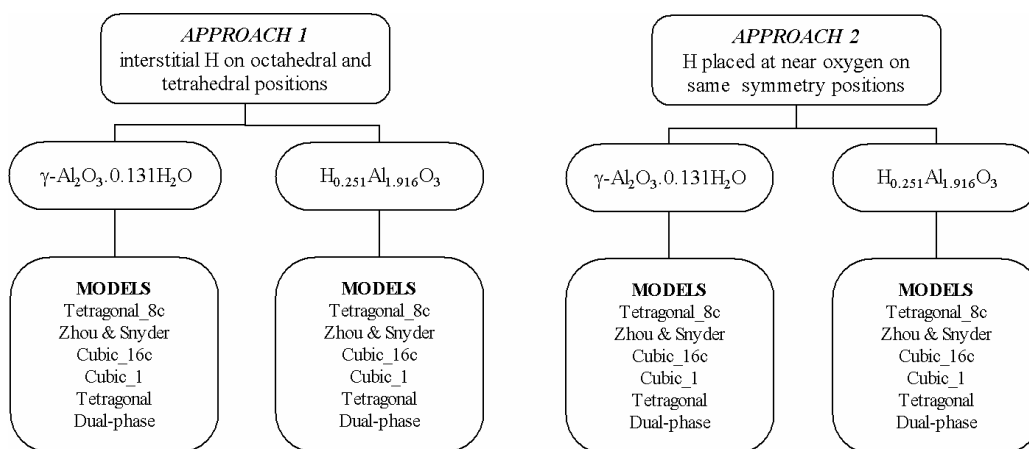 APPROACH 1
interstitial H on octahedral and
tetrahedral positions
γ-Al₂O₃.0.131H₂O
H₀.₂₅₁Al₁.₉₁₆O₃
MODELS
Tetragonal_8c
Zhou & Snyder
Cubic_16c
Cubic_1
Tetragonal
Dual-phase
MODELS
Tetragonal_8c
Zhou & Snyder
Cubic_16c
Cubic_1
Tetragonal
Dual-phase
APPROACH 2
H placed at near oxygen on
same symmetry positions
γ-Al₂O₃.0.131H₂O
H₀.₂₅₁Al₁.₉₁₆O₃
MODELS
Tetragonal_8c
Zhou & Snyder
Cubic_16c
Cubic_1
Tetragonal
Dual-phase
MODELS
Tetragonal_8c
Zhou & Snyder
Cubic_16c
Cubic_1
Tetragonal
Dual-phase